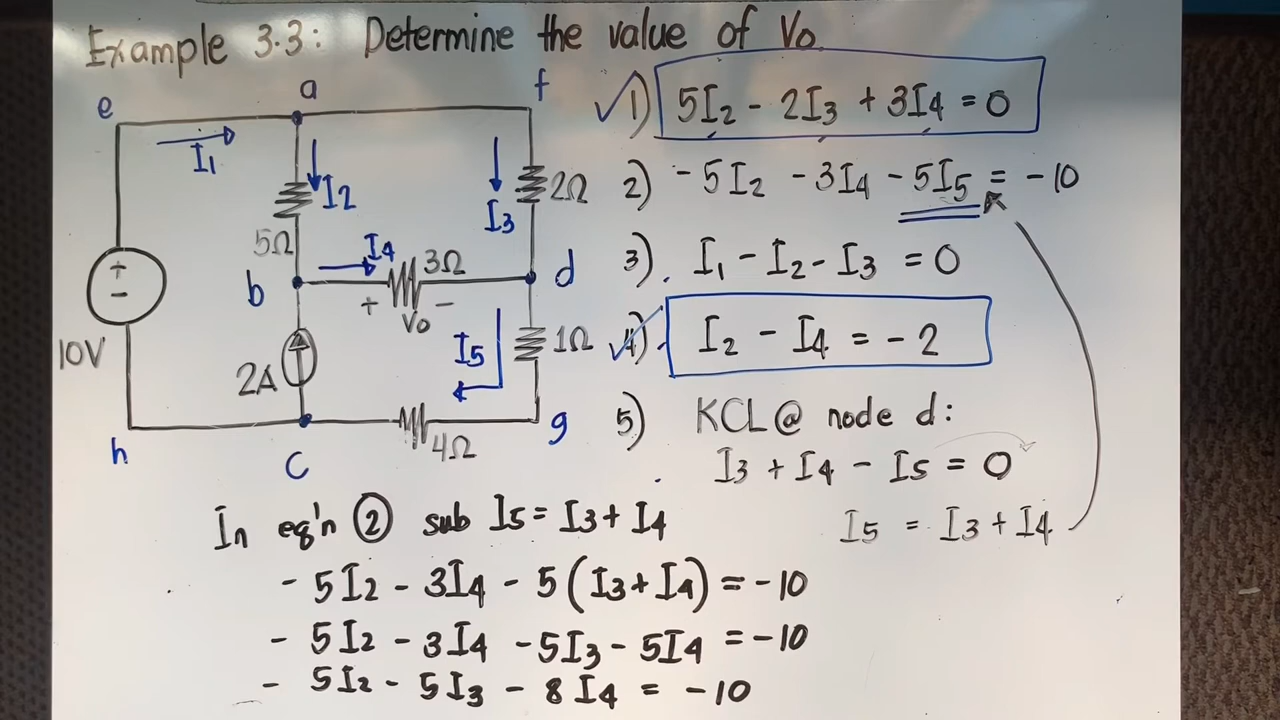 Example 3.3: Determine the value of Vo
e
a
f
I1
I2
I3
2Ω
5Ω
b
I4
3Ω
d
+
-
+
-
Vo
10V
2A
I5
1Ω
h
c
4Ω
g
1) 5I2 - 2I3 + 3I4 = 0
2) -5I2 - 3I4 - 5I5 = -10
3). I1 - I2 - I3 = 0
4). I2 - I4 = -2
5) KCL @ node d:
I3 + I4 - I5 = 0
I5 = I3 + I4
In eq'n 2 sub I5 = I3 + I4
- 5I2 - 3I4 - 5 (I3 + I4) = -10
- 5I2 - 3I4 - 5I3 - 5I4 = -10
- 5I2 - 5I3 - 8I4 = -10